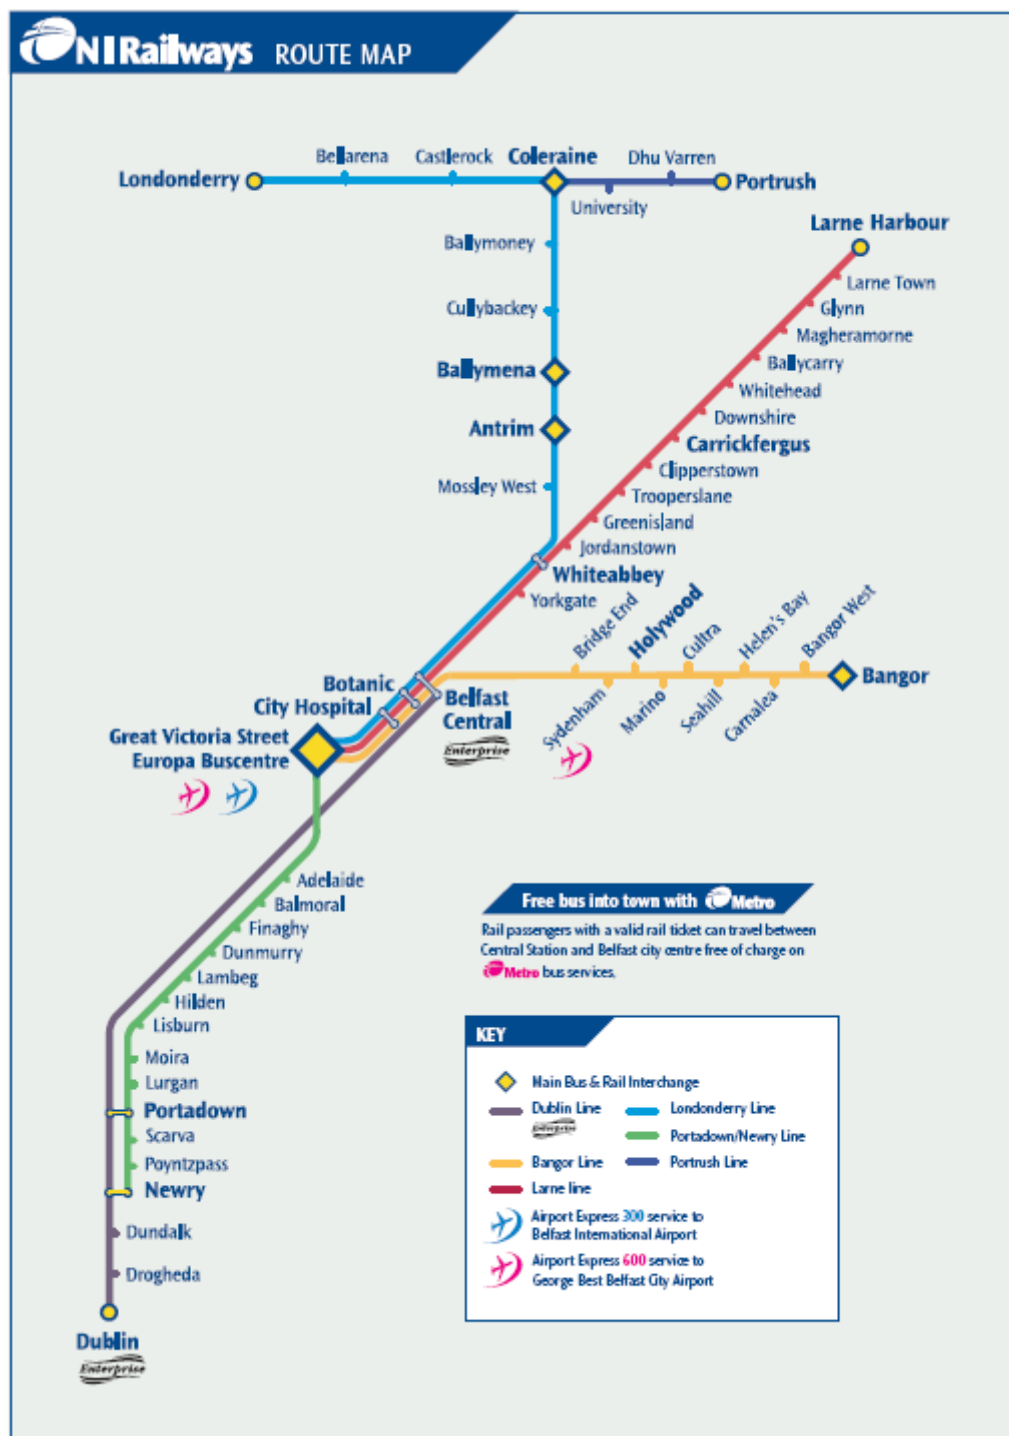 NI Railways ROUTE MAP
Londonderry
Bellarena
Castlerock
Coleraine
Dhu Varren
Portrush
University
Ballymoney
Cullybackey
Ballymena
Antrim
Mossley West
Larne Harbour
Larne Town
Glynn
Magheramorne
Ballycarry
Whitehead
Downshire
Carrickfergus
Clipperstown
Trooperslane
Greenisland
Jordanstown
Whiteabbey
Yorkgate
Bridge End
Holywood
Cultra
Helen's Bay
Bangor West
Bangor
Sydenham
Marino
Seahill
Carnalea
Botanic
City Hospital
Belfast
Central
Enterprise
Great Victoria Street
Europa Buscentre
Adelaide
Balmoral
Finaghy
Dunmurry
Lambeg
Hilden
Lisburn
Moira
Lurgan
Portadown
Scarva
Poyntzpass
Newry
Dundalk
Drogheda
Dublin
Enterprise
Free bus into town with Metro
Rail passengers with a valid rail ticket can travel between
Central Station and Belfast city centre free of charge on
Metro bus services.
KEY
Main Bus & Rail Interchange
Dublin Line
Enterprise
Londonderry Line
Portadown/Newry Line
Bangor Line
Portrush Line
Larne line
Airport Express 300 service to
Belfast International Airport
Airport Express 600 service to
George Best Belfast City Airport